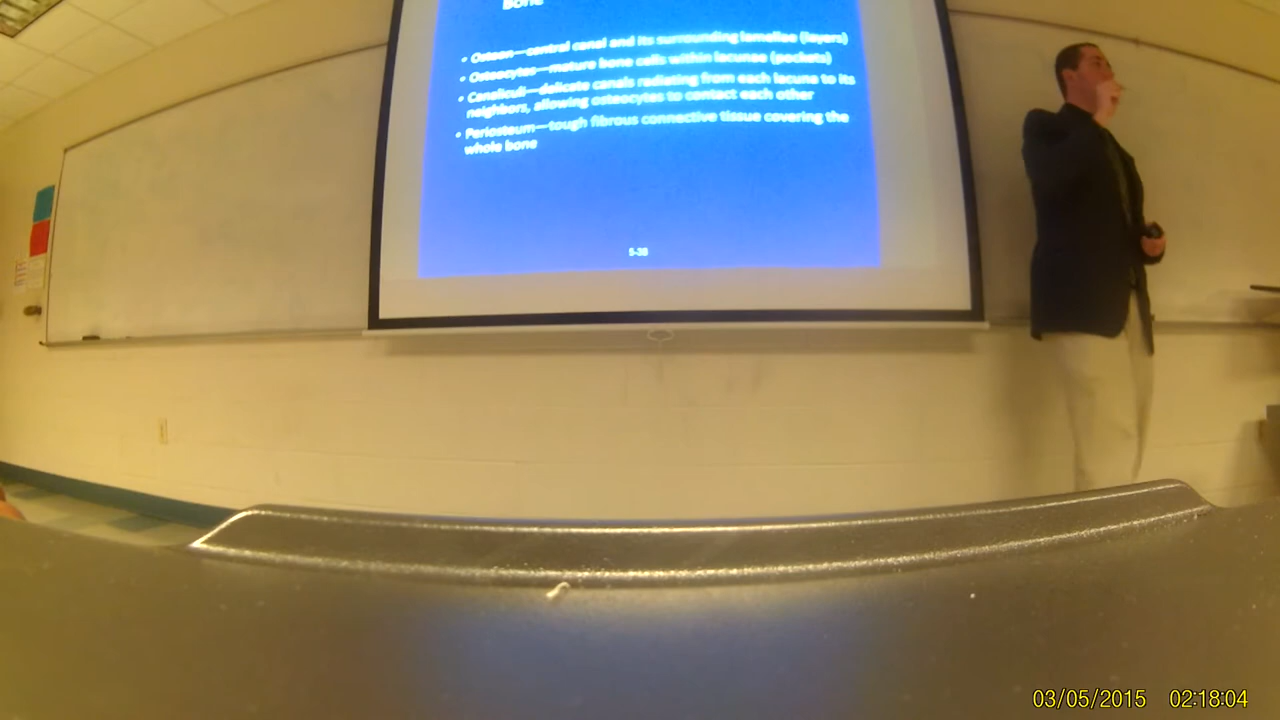 Bone
• Osteon—central canal and its surrounding lamellae (layers)
• Osteocytes—mature bone cells within lacunae (pockets)
• Canaliculi—delicate canals radiating from each lacuna to its
neighbors, allowing osteocytes to contact each other
• Periosteum—tough fibrous connective tissue covering the
whole bone
03/05/2015 02:18:04